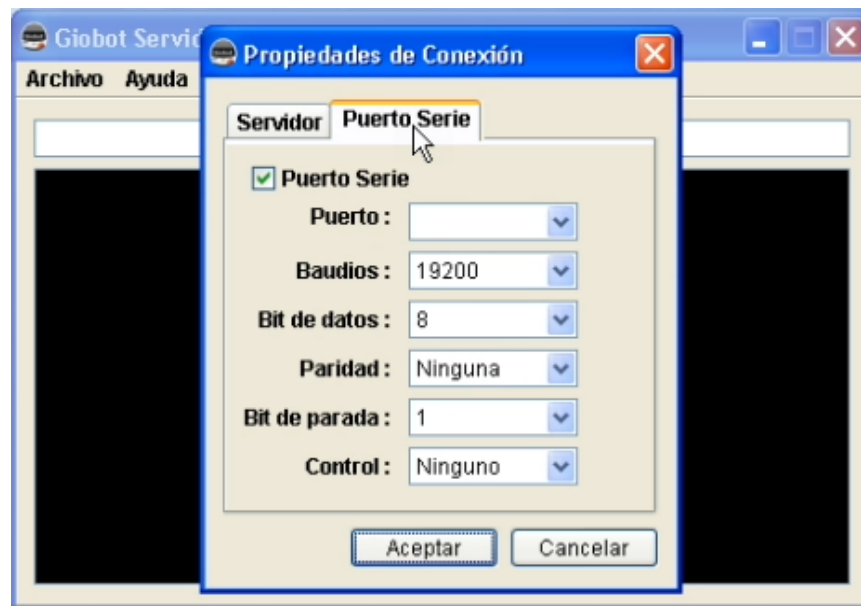 Giobot Servid
Propiedades de Conexión
Archivo Ayuda
Servidor Puerto Serie
Puerto Serie
Puerto :
Baudios : 19200
Bit de datos : 8
Paridad : Ninguna
Bit de parada : 1
Control : Ninguno
Aceptar Cancelar